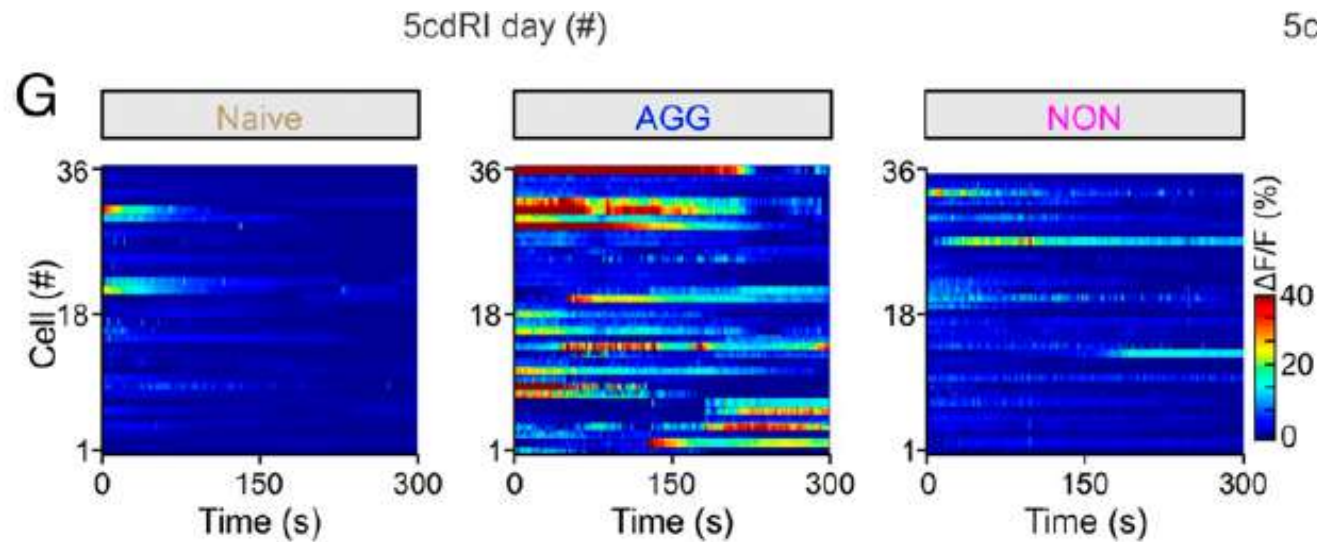 5cdRI day (#)
5c
G
Naive
AGG
NON
36
18
1
Cell (#)
0
150
300
Time (s)
36
18
1
0
150
300
Time (s)
36
18
1
0
150
300
Time (s)
ΔF/F (%)
40
20
0